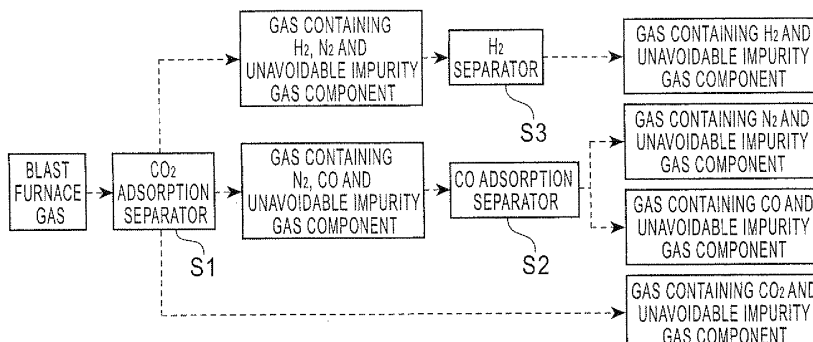 GAS CONTAINING
H2, N2 AND
UNAVOIDABLE IMPURITY
GAS COMPONENT
H2
SEPARATOR
S3
GAS CONTAINING H2 AND
UNAVOIDABLE IMPURITY
GAS COMPONENT
GAS CONTAINING N2 AND
UNAVOIDABLE IMPURITY
GAS COMPONENT
BLAST
FURNACE
GAS
CO2
ADSORPTION
SEPARATOR
S1
GAS CONTAINING
N2, CO AND
UNAVOIDABLE IMPURITY
GAS COMPONENT
CO ADSORPTION
SEPARATOR
S2
GAS CONTAINING CO AND
UNAVOIDABLE IMPURITY
GAS COMPONENT
GAS CONTAINING CO2 AND
UNAVOIDABLE IMPURITY
GAS COMPONENT